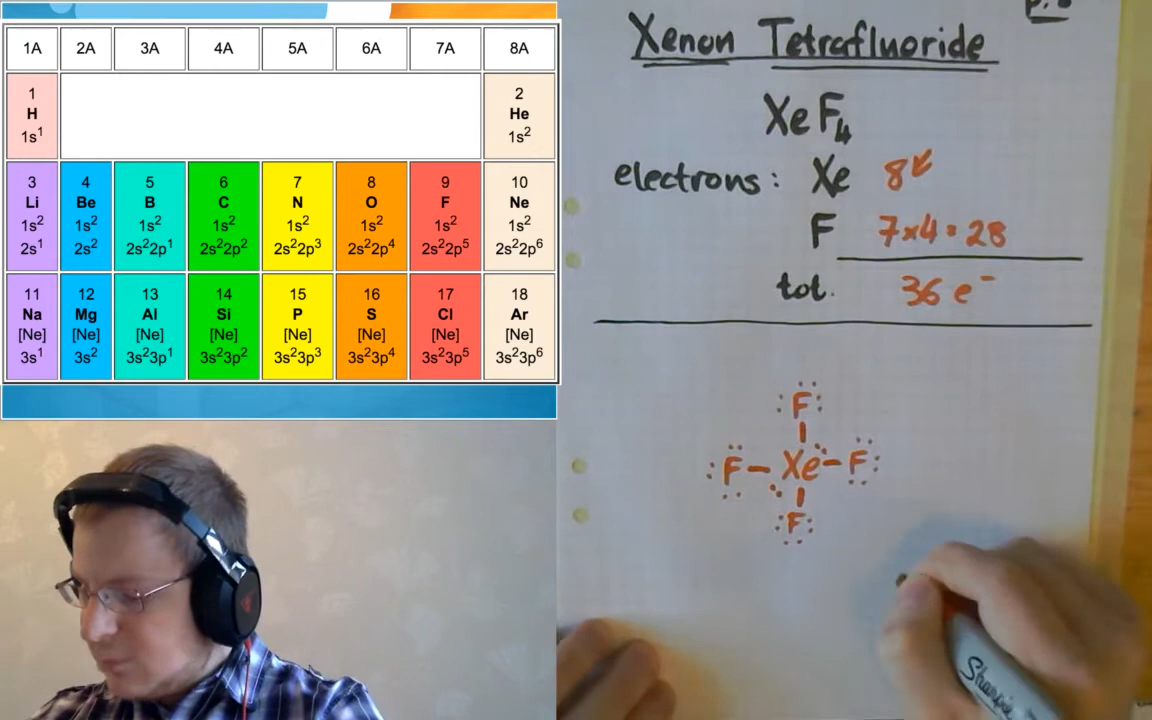 1A 2A 3A 4A 5A 6A 7A 8A
1 2
H He
1s¹ 1s²
3 4 5 6 7 8 9 10
Li Be B C N O F Ne
1s² 1s² 1s² 1s² 1s² 1s² 1s² 1s²
2s¹ 2s² 2s²2p¹ 2s²2p² 2s²2p³ 2s²2p⁴ 2s²2p⁵ 2s²2p⁶
11 12 13 14 15 16 17 18
Na Mg Al Si P S Cl Ar
[Ne] [Ne] [Ne] [Ne] [Ne] [Ne] [Ne] [Ne]
3s¹ 3s² 3s²3p¹ 3s²3p² 3s²3p³ 3s²3p⁴ 3s²3p⁵ 3s²3p⁶
Xenon Tetrafluoride
XeF₄
electrons: Xe 8
F 7x4=28
tot. 36 e⁻
F
F - Xe - F
F
Sharpie